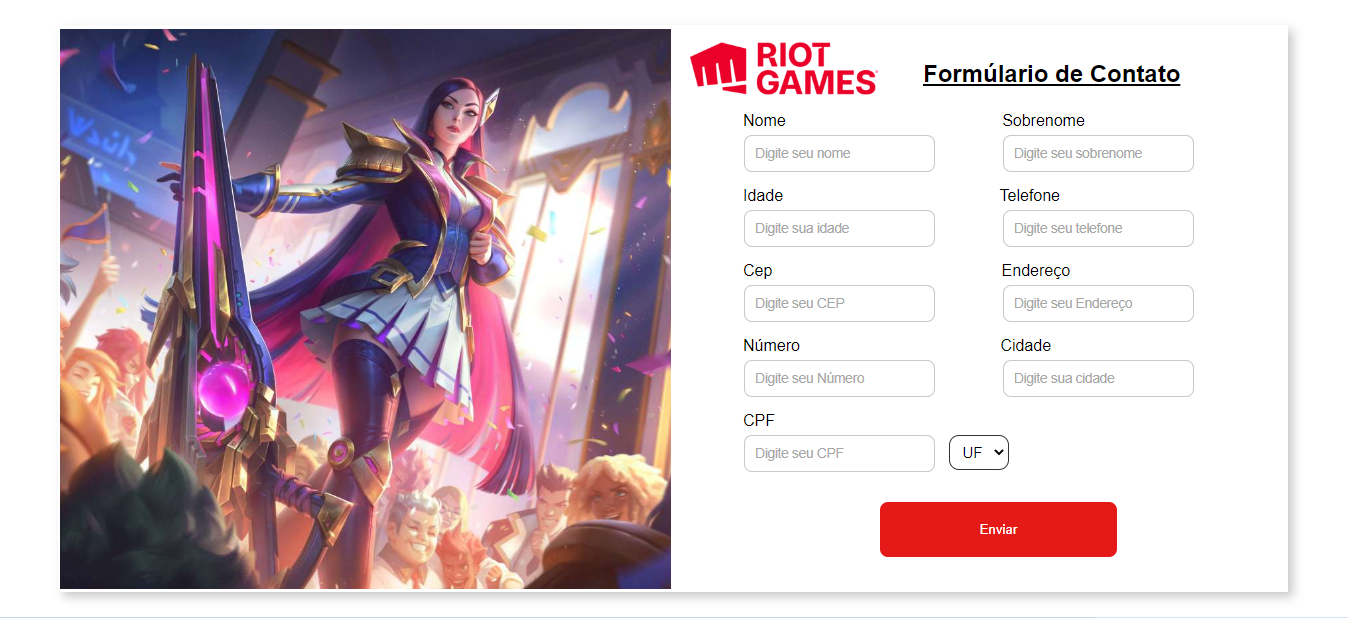 RIOT
GAMES
Formúlario de Contato
Nome
Sobrenome
Digite seu nome
Digite seu sobrenome
Idade
Telefone
Digite sua idade
Digite seu telefone
Cep
Endereço
Digite seu CEP
Digite seu Endereço
Número
Cidade
Digite seu Número
Digite sua cidade
CPF
Digite seu CPF
UF
Enviar